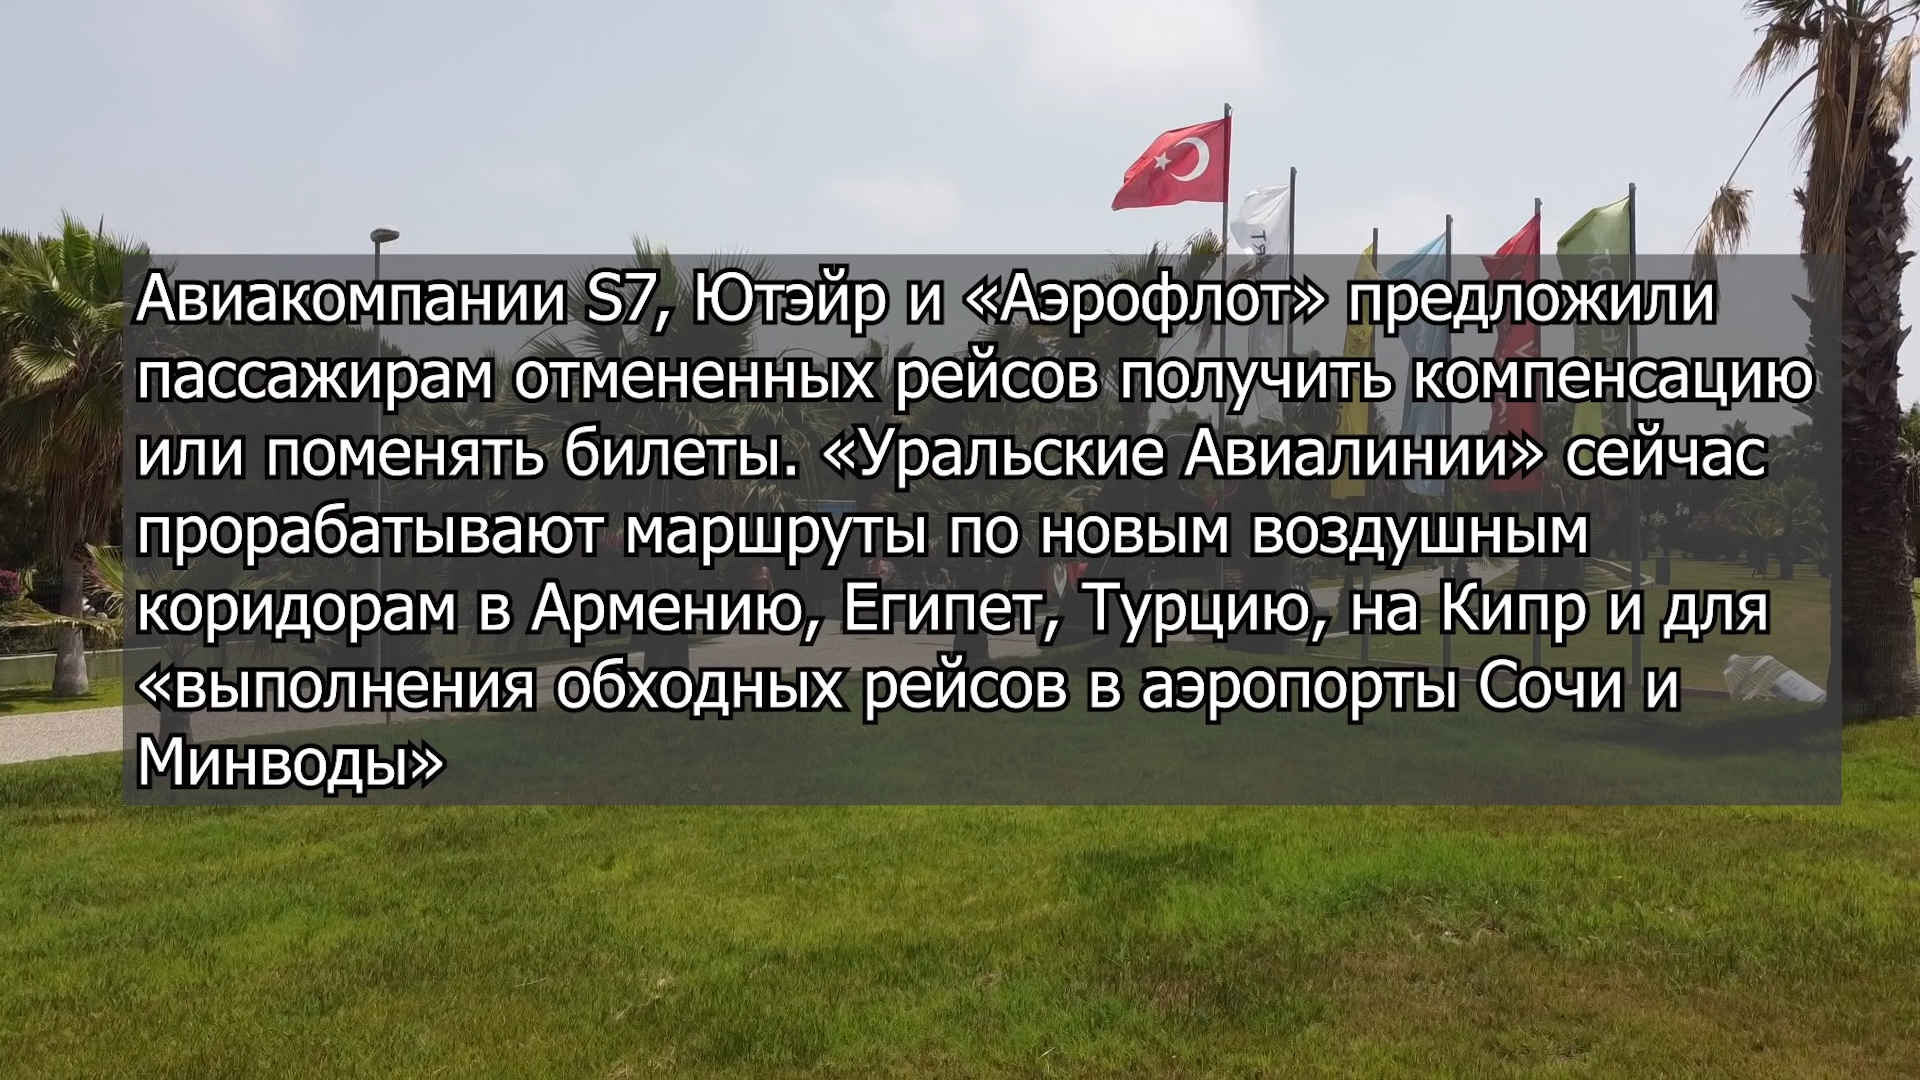 Авиакомпании S7, Ютэйр и «Аэрофлот» предложили
пассажирам отмененных рейсов получить компенсацию
или поменять билеты. «Уральские Авиалинии» сейчас
прорабатывают маршруты по новым воздушным
коридорам в Армению, Египет, Турцию, на Кипр и для
«выполнения обходных рейсов в аэропорты Сочи и
Минводы»